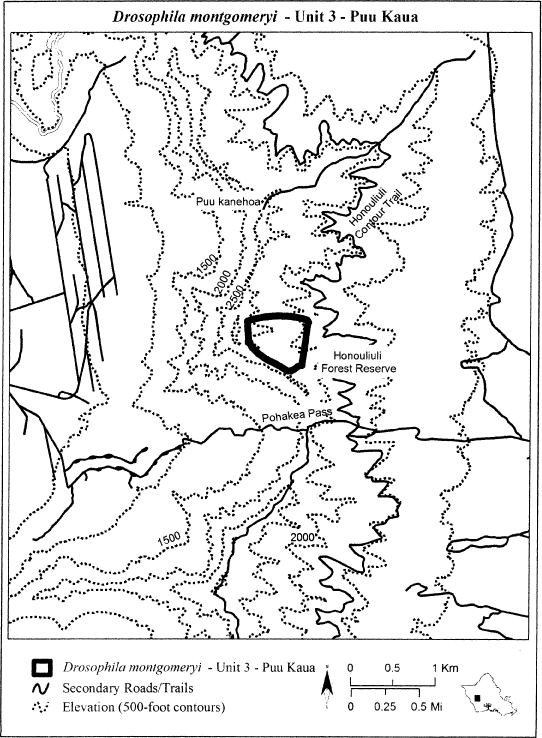 Drosophila montgomeryi - Unit 3 - Puu Kaua
Puu kanehoa
Honouliuli
Contour Trail
1500
2000
2500
Honouliuli
Forest Reserve
Pohakea Pass
1500
2000
Drosophila montgomeryi - Unit 3 - Puu Kaua
Secondary Roads/Trails
Elevation (500-foot contours)
0 0.5 1 Km
0 0.25 0.5 Mi